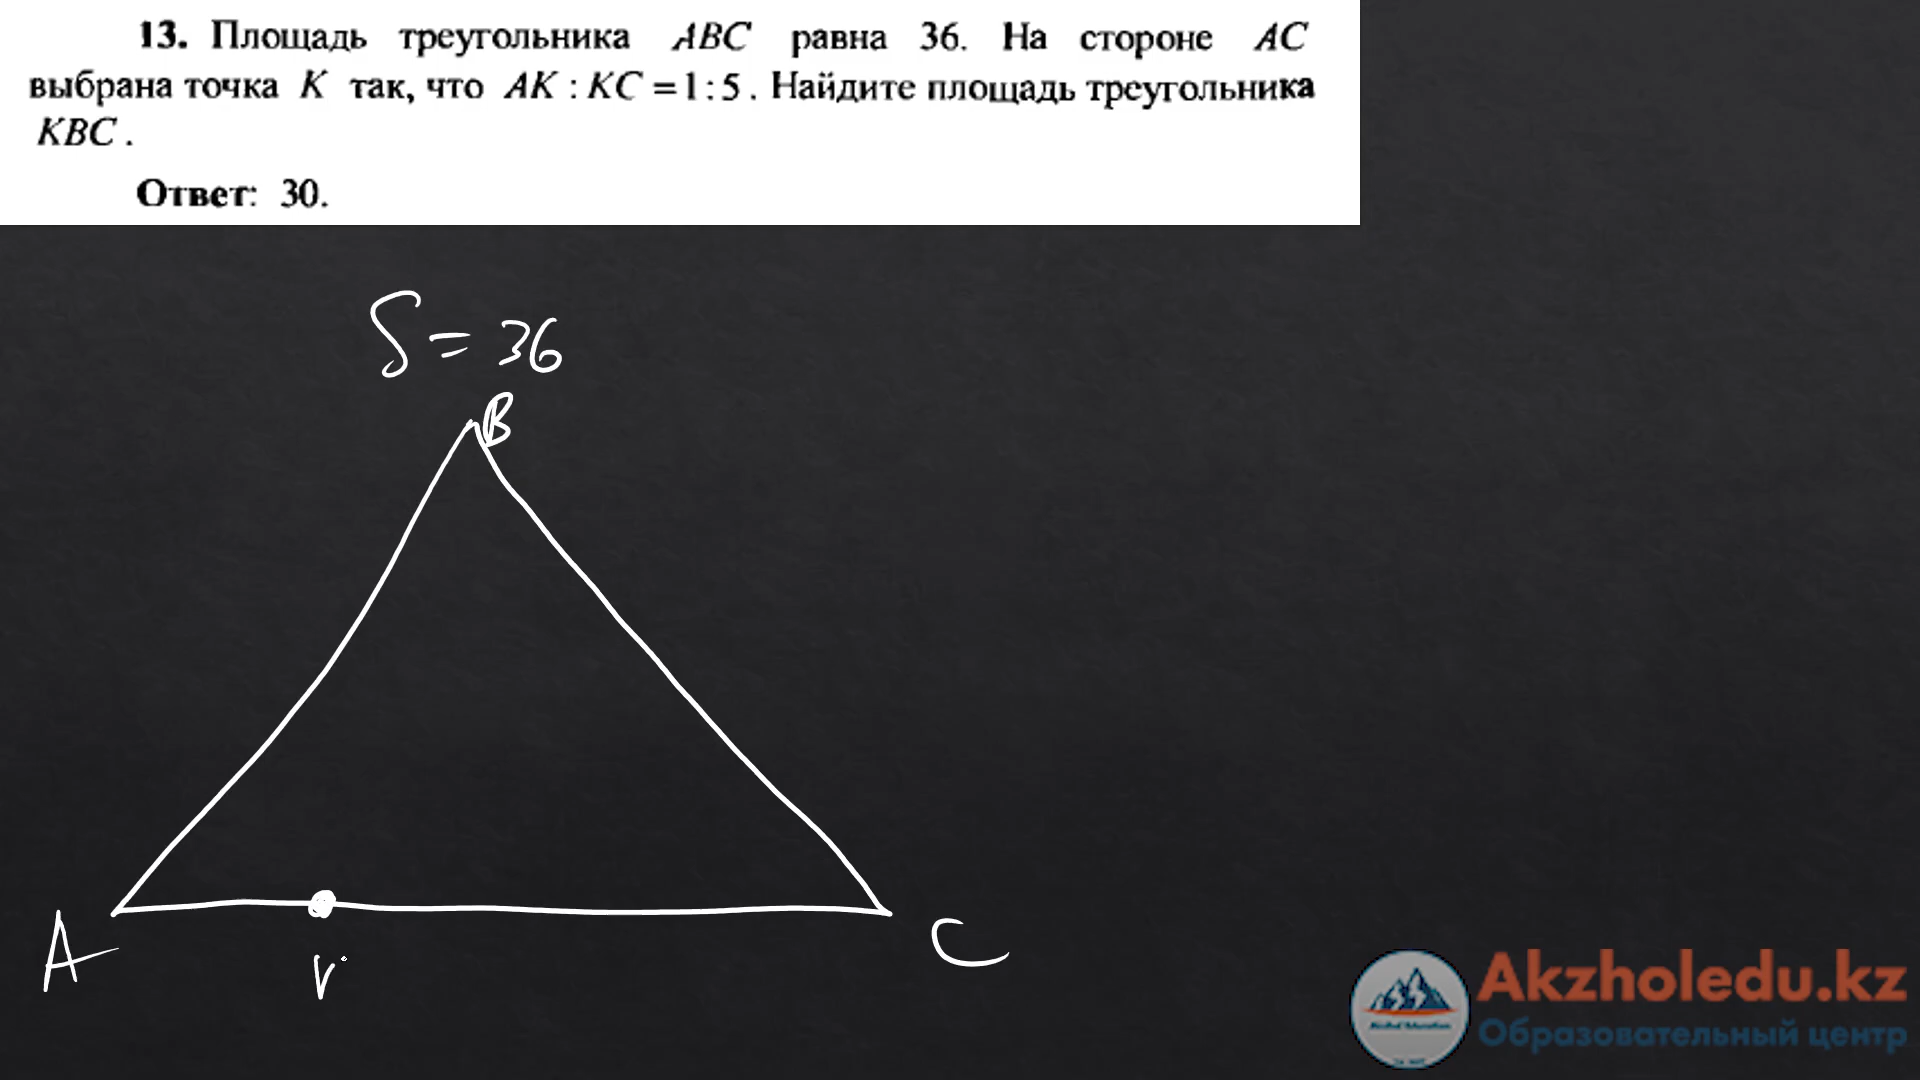 13. Площадь треугольника ABC равна 36. На стороне AC
выбрана точка K так, что AK : KC = 1 : 5. Найдите площадь треугольника
KBC.
Ответ: 30.
S = 36
B
A
C
Akzholedu.kz
Образовательный центр